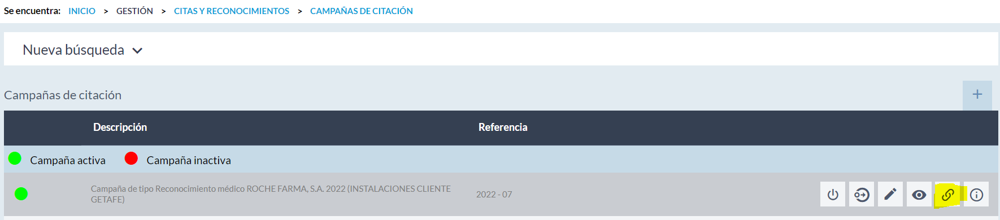 Se encuentra: INICIO > GESTIÓN > CITAS Y RECONOCIMIENTOS > CAMPAÑAS DE CITACIÓN
Nueva búsqueda
Campañas de citación
Descripción Referencia
Campaña activa Campaña inactiva
Campaña de tipo Reconocimiento médico ROCHE FARMA, S.A. 2022 (INSTALACIONES CLIENTE
GETAFE)
2022 - 07